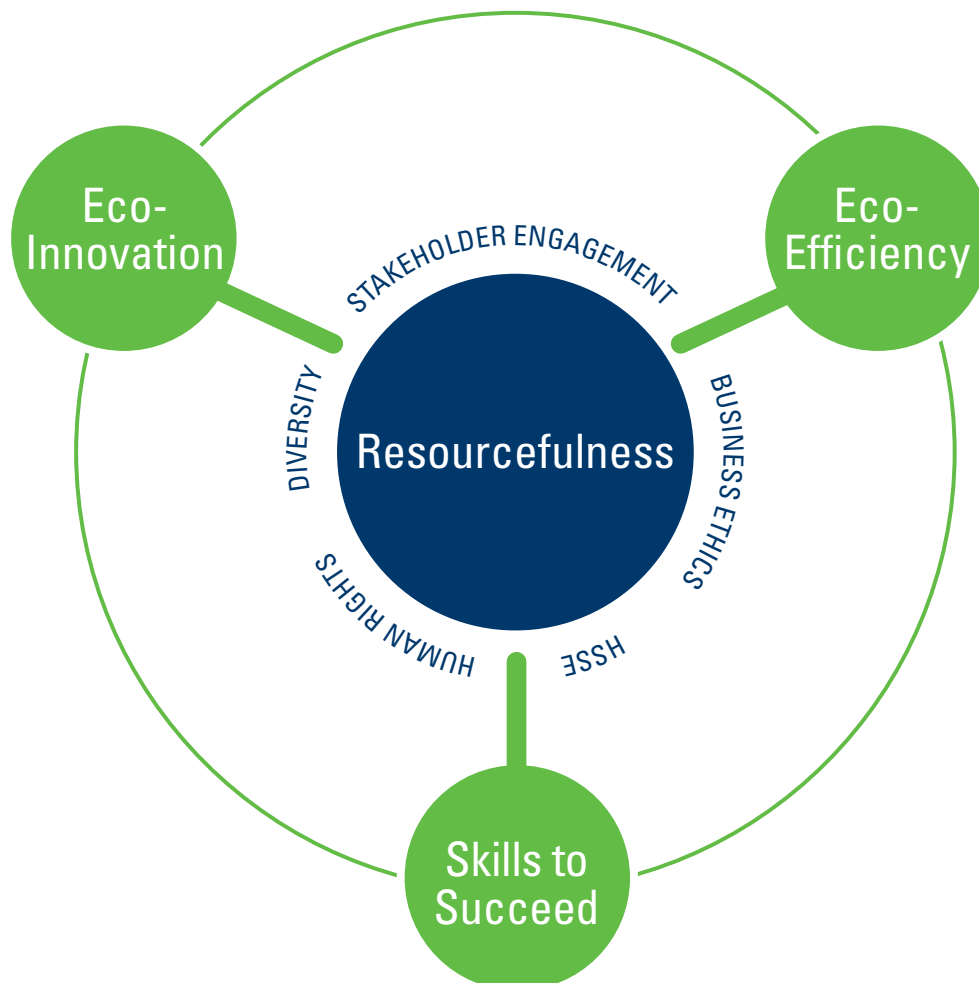 Eco-
Innovation
Eco-
Efficiency
STAKEHOLDER ENGAGEMENT
DIVERSITY
Resourcefulness
BUSINESS ETHICS
HUMAN RIGHTS
HSSE
Skills to
Succeed